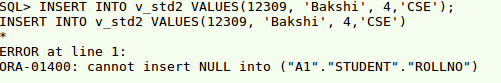 SQL> INSERT INTO v_std2 VALUES(12309, 'Bakshi', 4,'CSE');
INSERT INTO v_std2 VALUES(12309, 'Bakshi', 4,'CSE')
*
ERROR at line 1:
ORA-01400: cannot insert NULL into ("A1"."STUDENT"."ROLLNO")